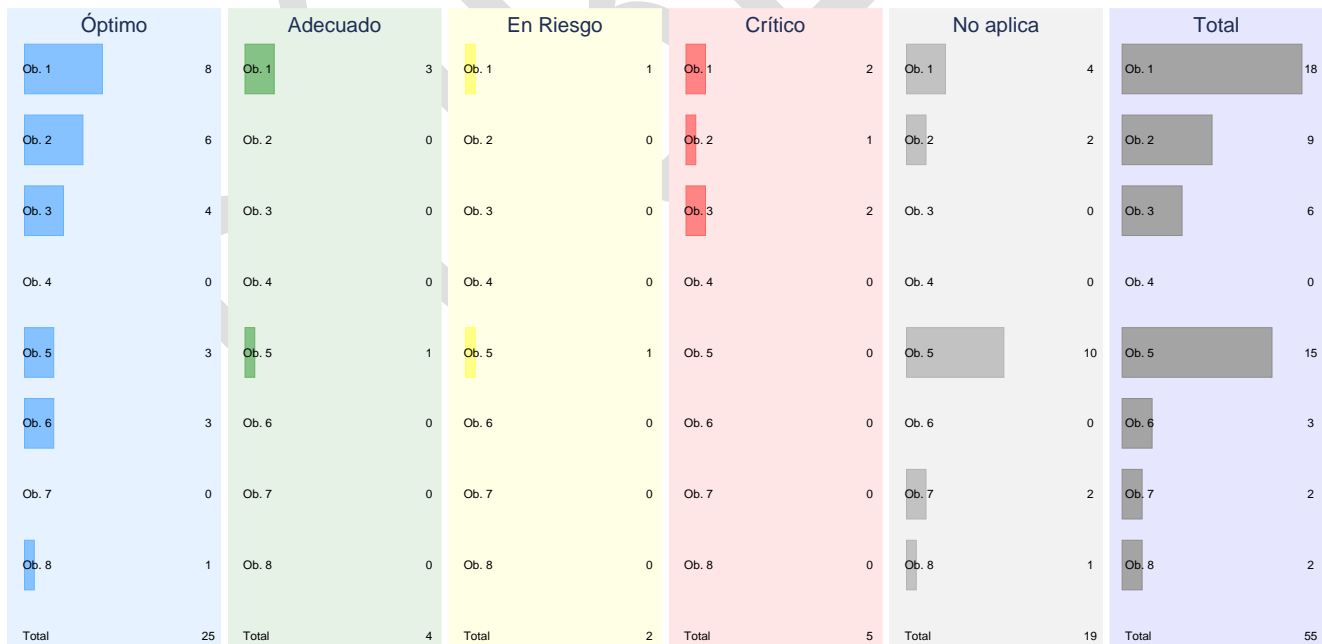 Óptimo Adecuado En Riesgo Crítico No aplica Total
Ob. 1 8 Ob. 1 3 Ob. 1 1 Ob. 1 2 Ob. 1 4 Ob. 1 18
Ob. 2 6 Ob. 2 0 Ob. 2 0 Ob. 2 1 Ob. 2 2 Ob. 2 9
Ob. 3 4 Ob. 3 0 Ob. 3 0 Ob. 3 2 Ob. 3 0 Ob. 3 6
Ob. 4 0 Ob. 4 0 Ob. 4 0 Ob. 4 0 Ob. 4 0 Ob. 4 0
Ob. 5 3 Ob. 5 1 Ob. 5 1 Ob. 5 0 Ob. 5 10 Ob. 5 15
Ob. 6 3 Ob. 6 0 Ob. 6 0 Ob. 6 0 Ob. 6 0 Ob. 6 3
Ob. 7 0 Ob. 7 0 Ob. 7 0 Ob. 7 0 Ob. 7 2 Ob. 7 2
Ob. 8 1 Ob. 8 0 Ob. 8 0 Ob. 8 0 Ob. 8 1 Ob. 8 2
Total 25 Total 4 Total 2 Total 5 Total 19 Total 55